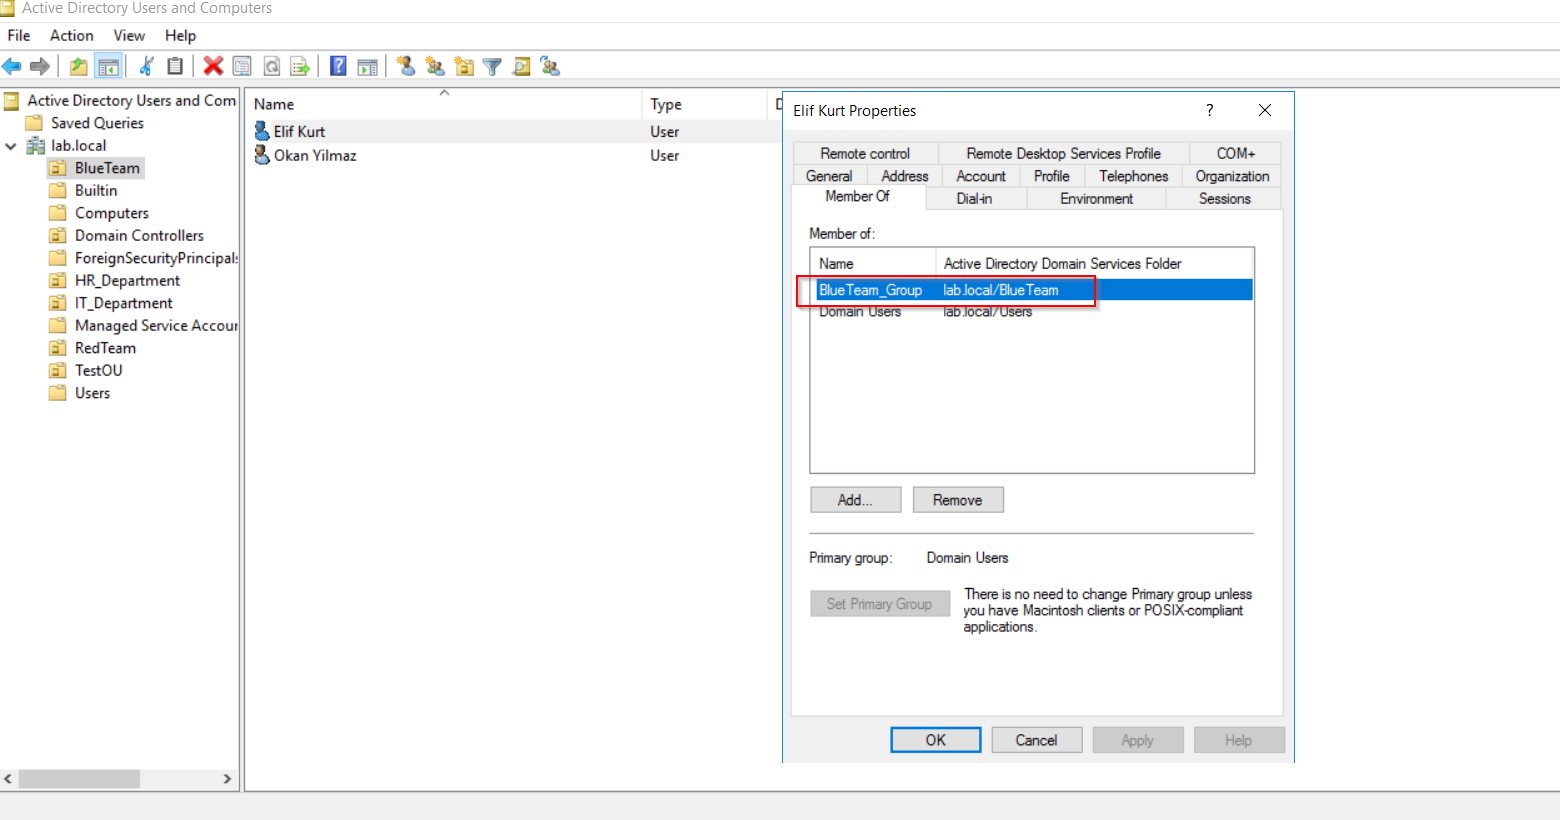 Active Directory Users and Computers
File Action View Help
Active Directory Users and Com
Saved Queries
lab.local
BlueTeam
Builtin
Computers
Domain Controllers
ForeignSecurityPrincipals
HR_Department
IT_Department
Managed Service Accour
RedTeam
TestOU
Users
Name Type D
Elif Kurt User
Okan Yilmaz User
Elif Kurt Properties ?
Remote control Remote Desktop Services Profile COM+
General Address Account Profile Telephones Organization
Member Of Dial-in Environment Sessions
Member of:
Name Active Directory Domain Services Folder
BlueTeam_Group lab.local/BlueTeam
Domain Users lab.local/Users
Add... Remove
Primary group: Domain Users
Set Primary Group
There is no need to change Primary group unless
you have Macintosh clients or POSIX-compliant
applications.
OK Cancel Apply Help